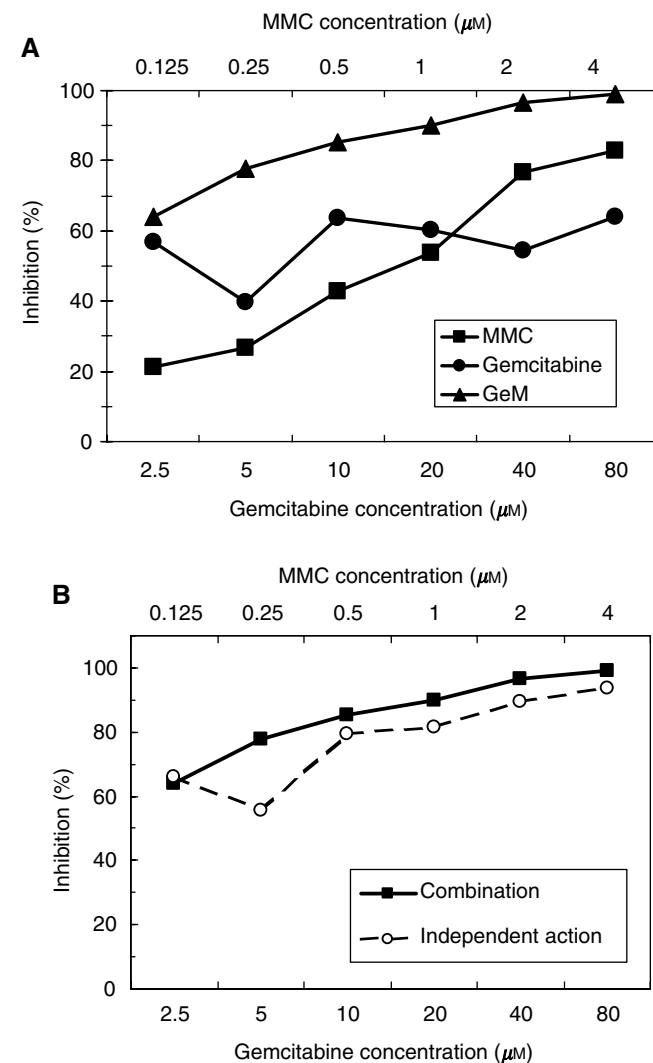 A
MMC concentration (μM)
0.125 0.25 0.5 1 2 4
100
80
60
40
20
0
Inhibition (%)
MMC
Gemcitabine
GeM
2.5 5 10 20 40 80
Gemcitabine concentration (μM)
B
MMC concentration (μM)
0.125 0.25 0.5 1 2 4
100
80
60
40
20
0
Inhibition (%)
Combination
Independent action
2.5 5 10 20 40 80
Gemcitabine concentration (μM)